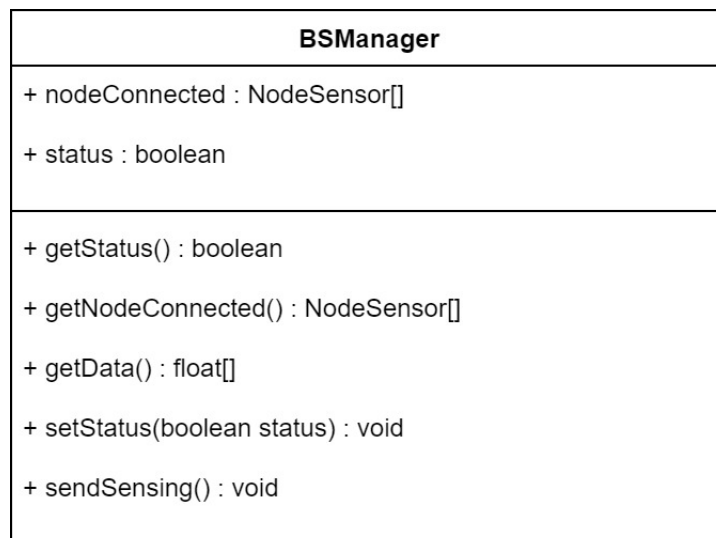 BSManager
+ nodeConnected : NodeSensor[]
+ status : boolean
+ getStatus() : boolean
+ getNodeConnected() : NodeSensor[]
+ getData() : float[]
+ setStatus(boolean status) : void
+ sendSensing() : void